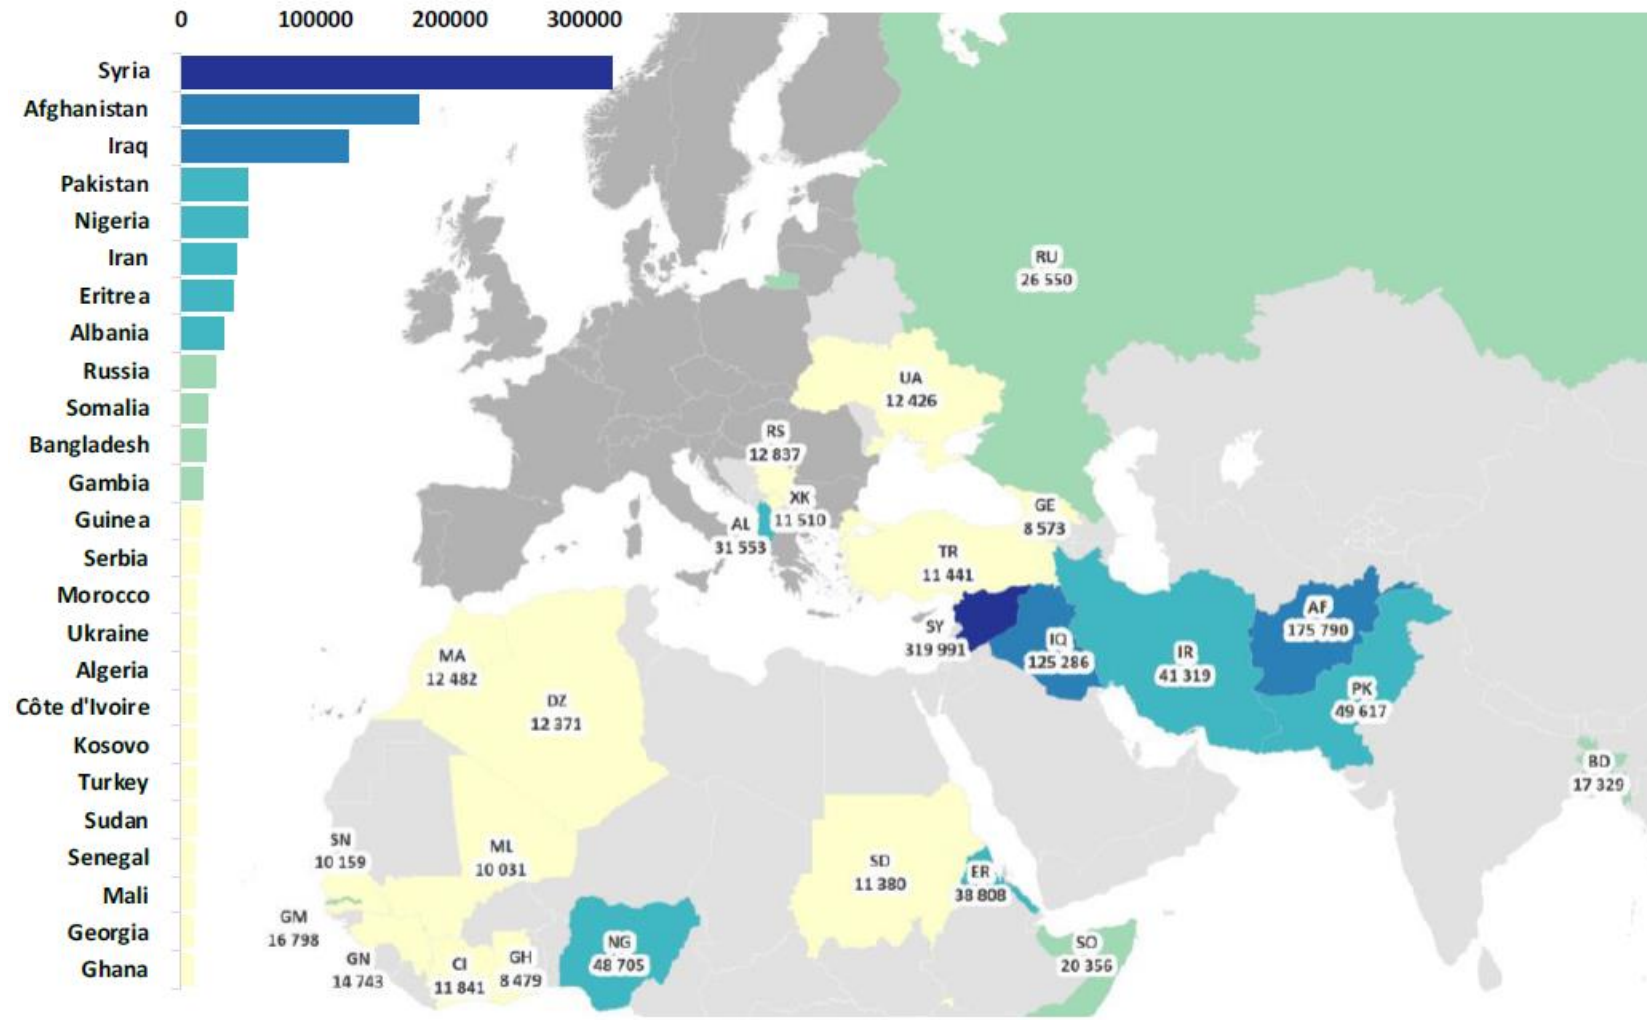 0 100000 200000 300000
Syria
Afghanistan
Iraq
Pakistan
Nigeria
Iran
Eritrea
Albania
Russia
Somalia
Bangladesh
Gambia
Guinea
Serbia
Morocco
Ukraine
Algeria
Côte d'Ivoire
Kosovo
Turkey
Sudan
Senegal
Mali
Georgia
Ghana
RU
26 550
UA
12 426
RS
12 837
XK
11 510
AL
31 553
GE
8 573
TR
11 441
SY
319 991
IQ
125 286
IR
41 319
AF
175 790
PK
49 617
BD
17 329
MA
12 482
DZ
12 371
SN
10 159
ML
10 031
GM
16 798
GN
14 743
CI
11 841
GH
8 479
NG
48 705
SD
11 380
ER
38 808
SO
20 356